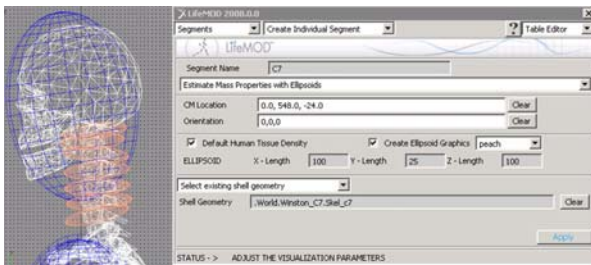 LifeMOD 2008.0.0
Segments Create Individual Segment ? Table Editor
LifeMOD
Segment Name C7
Estimate Mass Properties with Ellipsoids
CM Location 0.0, 548.0, -24.0 Clear
Orientation 0,0,0 Clear
Default Human Tissue Density Create Ellipsoid Graphics peach
ELLIPSOID X - Length 100 Y - Length 25 Z - Length 100
Select existing shell geometry
Shell Geometry .World.Winston_C7.Skel_c7 Clear
Apply
STATUS - > ADJUST THE VISUALIZATION PARAMETERS